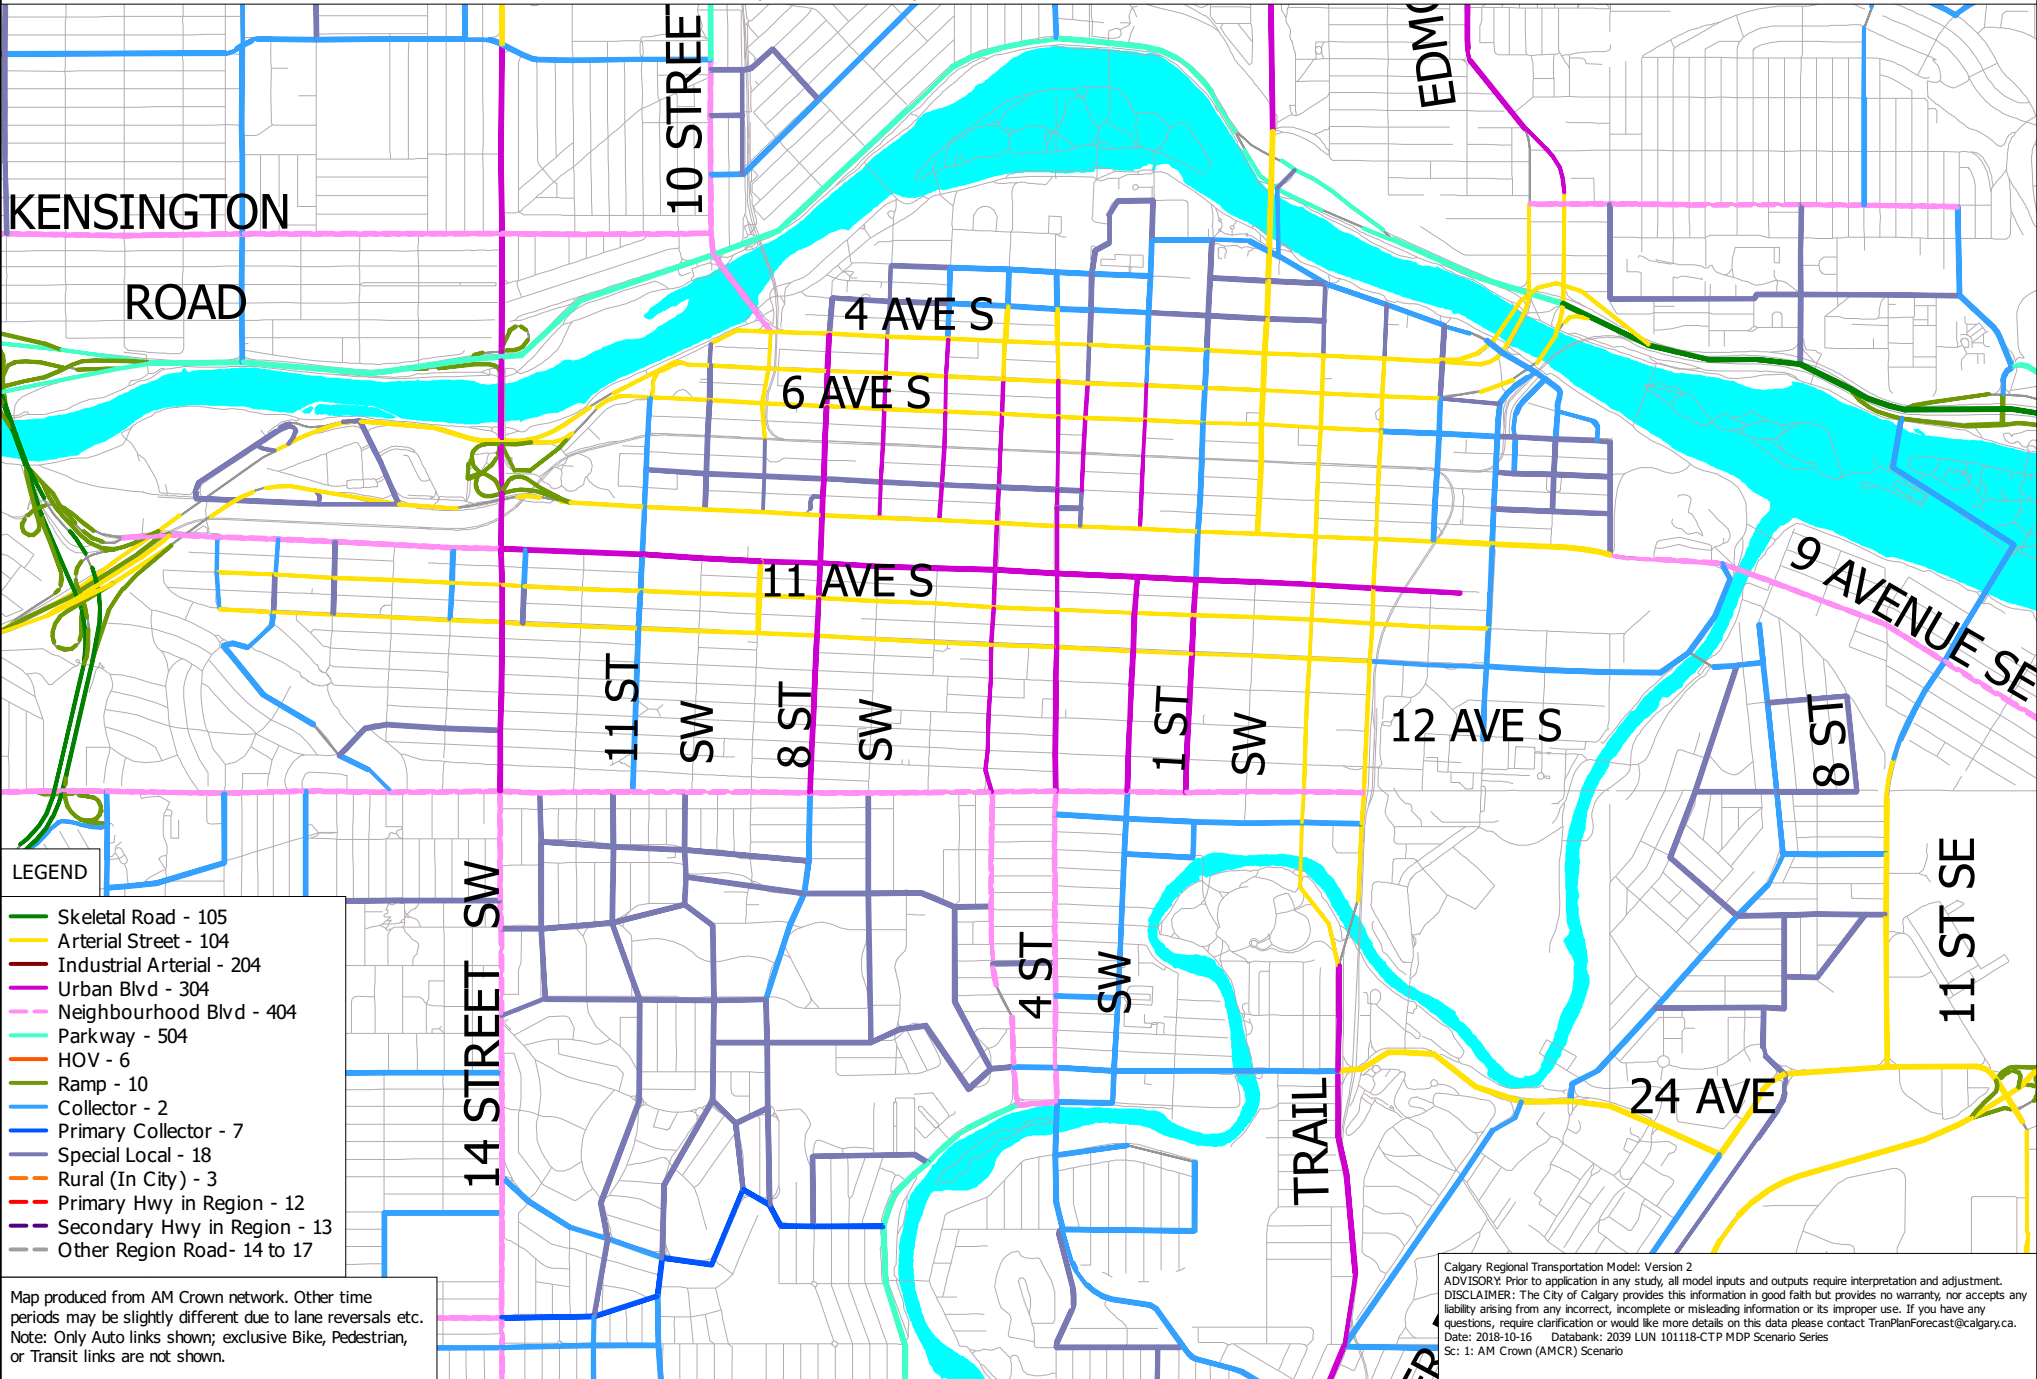 10 STREE
EDMO
KENSINGTON
ROAD
4 AVE S
6 AVE S
11 AVE S
9 AVENUE SE
11 ST
SW
8 ST
SW
1 ST
SW
12 AVE S
8 ST
14 STREET SW
4 ST
SW
11 ST SE
24 AVE
TRAIL
LEGEND
Skeletal Road - 105
Arterial Street - 104
Industrial Arterial - 204
Urban Blvd - 304
Neighbourhood Blvd - 404
Parkway - 504
HOV - 6
Ramp - 10
Collector - 2
Primary Collector - 7
Special Local - 18
Rural (In City) - 3
Primary Hwy in Region - 12
Secondary Hwy in Region - 13
Other Region Road- 14 to 17
Map produced from AM Crown network. Other time
periods may be slightly different due to lane reversals etc.
Note: Only Auto links shown; exclusive Bike, Pedestrian,
or Transit links are not shown.
Calgary Regional Transportation Model: Version 2
ADVISORY: Prior to application in any study, all model inputs and outputs require interpretation and adjustment.
DISCLAIMER: The City of Calgary provides this information in good faith but provides no warranty, nor accepts any
liability arising from any incorrect, incomplete or misleading information or its improper use. If you have any
questions, require clarification or would like more details on this data please contact TranPlanForecast@calgary.ca.
Date: 2018-10-16 Databank: 2039 LUN 101118-CTP MDP Scenario Series
Sc: 1: AM Crown (AMCR) Scenario